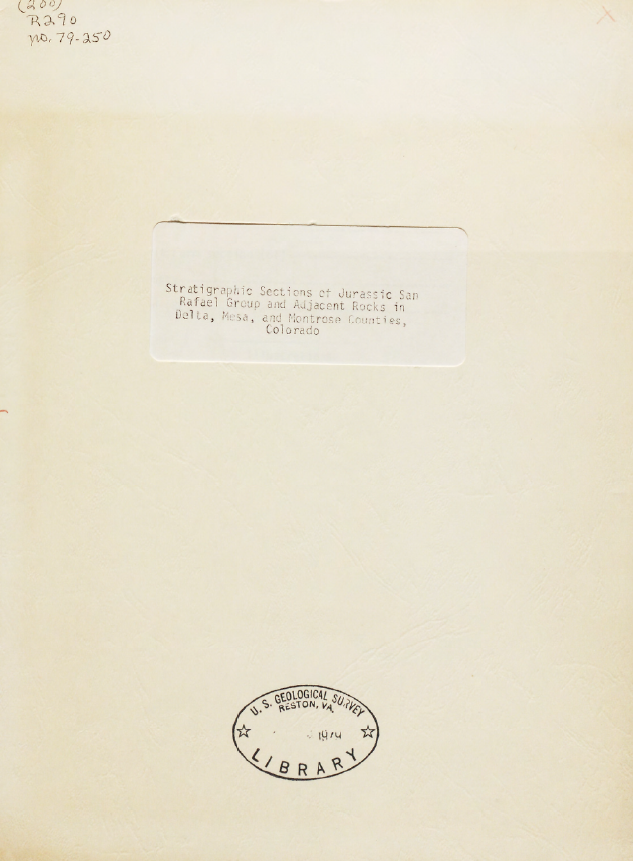 (200)
R290
no. 79-250
Stratigraphic Sections of Jurassic San
Rafael Group and Adjacent Rocks in
Delta, Mesa, and Montrose Counties,
Colorado
U. S. GEOLOGICAL SURVEY
RESTON, VA.
LIBRARY